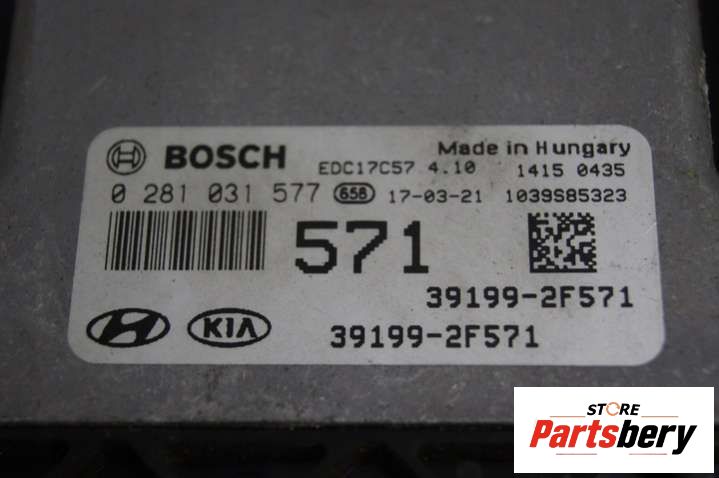 BOSCH
EDC17C57 4.10
Made in Hungary
1415 0435
0 281 031 577 658 17-03-21 1039S85323
571
39199-2F571
KIA 39199-2F571
STORE
Partsbery